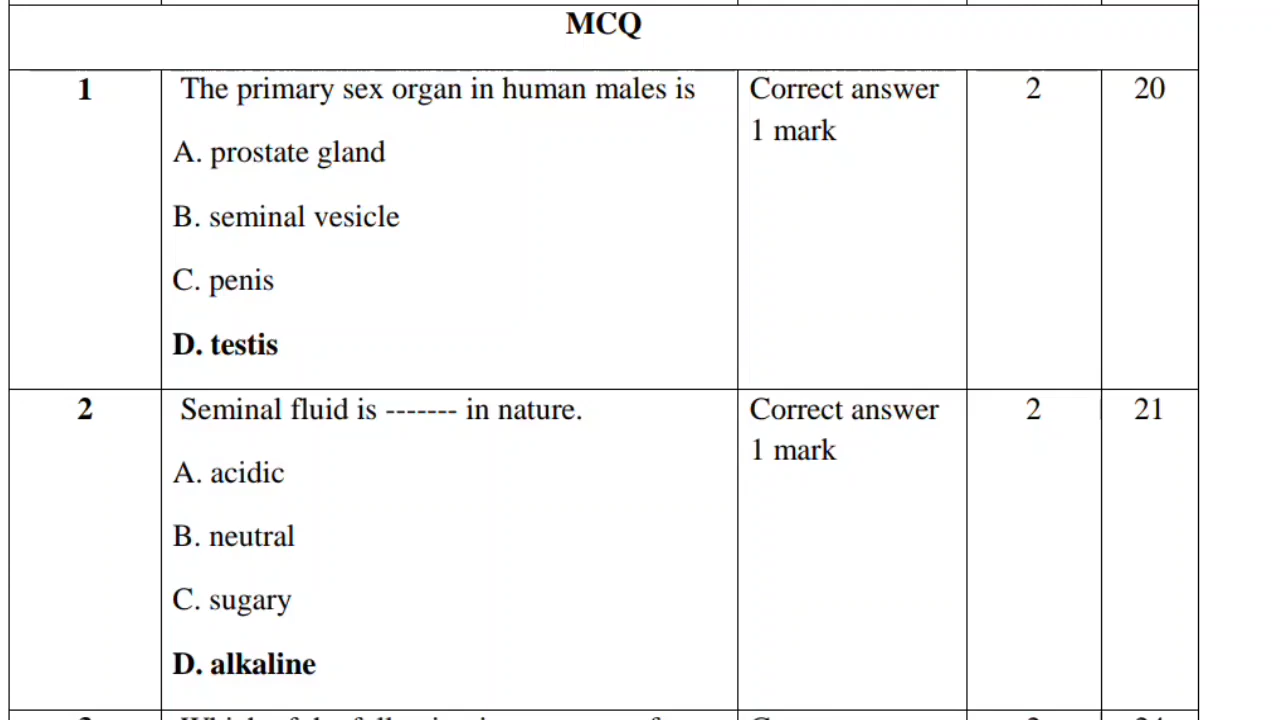 MCQ
1 The primary sex organ in human males is Correct answer 2 20
1 mark
A. prostate gland
B. seminal vesicle
C. penis
D. testis
2 Seminal fluid is ------- in nature. Correct answer 2 21
1 mark
A. acidic
B. neutral
C. sugary
D. alkaline